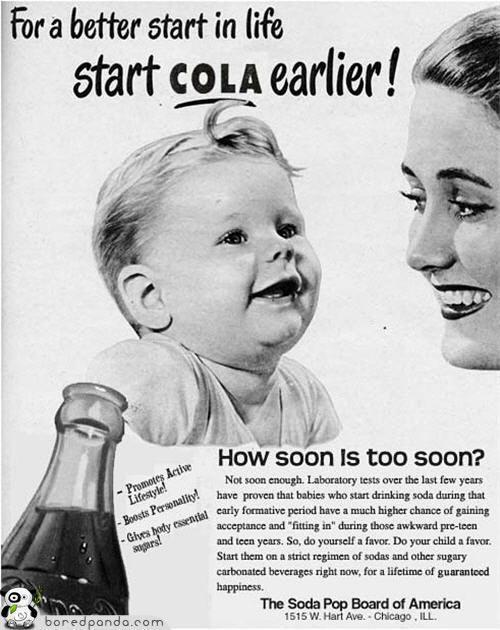 For a better start in life
start COLA earlier!
- Promotes Active
Lifestyle!
- Boosts Personality!
- Gives body essential
sugars!
How soon is too soon?
Not soon enough. Laboratory tests over the last few years
have proven that babies who start drinking soda during that
early formative period have a much higher chance of gaining
acceptance and "fitting in" during those awkward pre-teen
and teen years. So, do yourself a favor. Do your child a favor.
Start them on a strict regimen of sodas and other sugary
carbonated beverages right now, for a lifetime of guaranteed
happiness.
The Soda Pop Board of America
1515 W. Hart Ave. - Chicago , ILL.
boredpanda.com